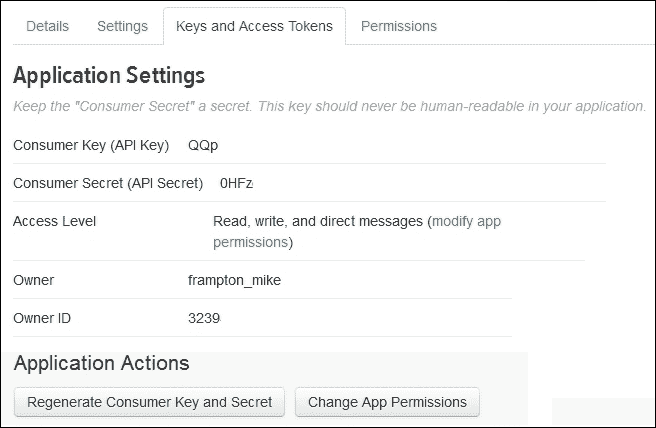 Details Settings Keys and Access Tokens Permissions
Application Settings
Keep the "Consumer Secret" a secret. This key should never be human-readable in your application.
Consumer Key (API Key) QQp
Consumer Secret (API Secret) 0HFz
Access Level Read, write, and direct messages (modify app
permissions)
Owner frampton_mike
Owner ID 3239
Application Actions
Regenerate Consumer Key and Secret Change App Permissions